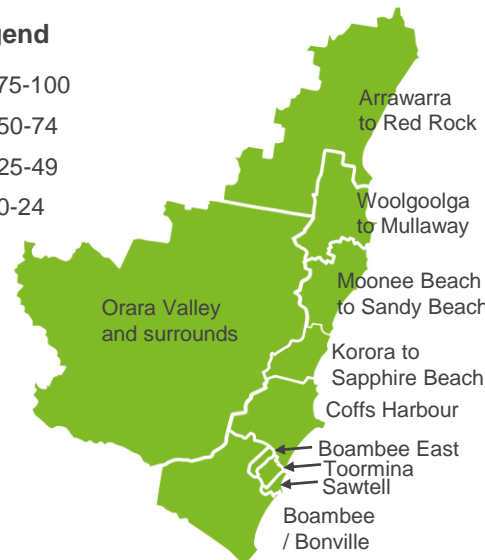 gend
75-100
50-74
25-49
0-24
Arrawarra
to Red Rock
Woolgoolga
to Mullaway
Moonee Beach
to Sandy Beach
Orara Valley
and surrounds
Korora to
Sapphire Beach
Coffs Harbour
Boambee East
Toormina
Sawtell
Boambee
/ Bonville